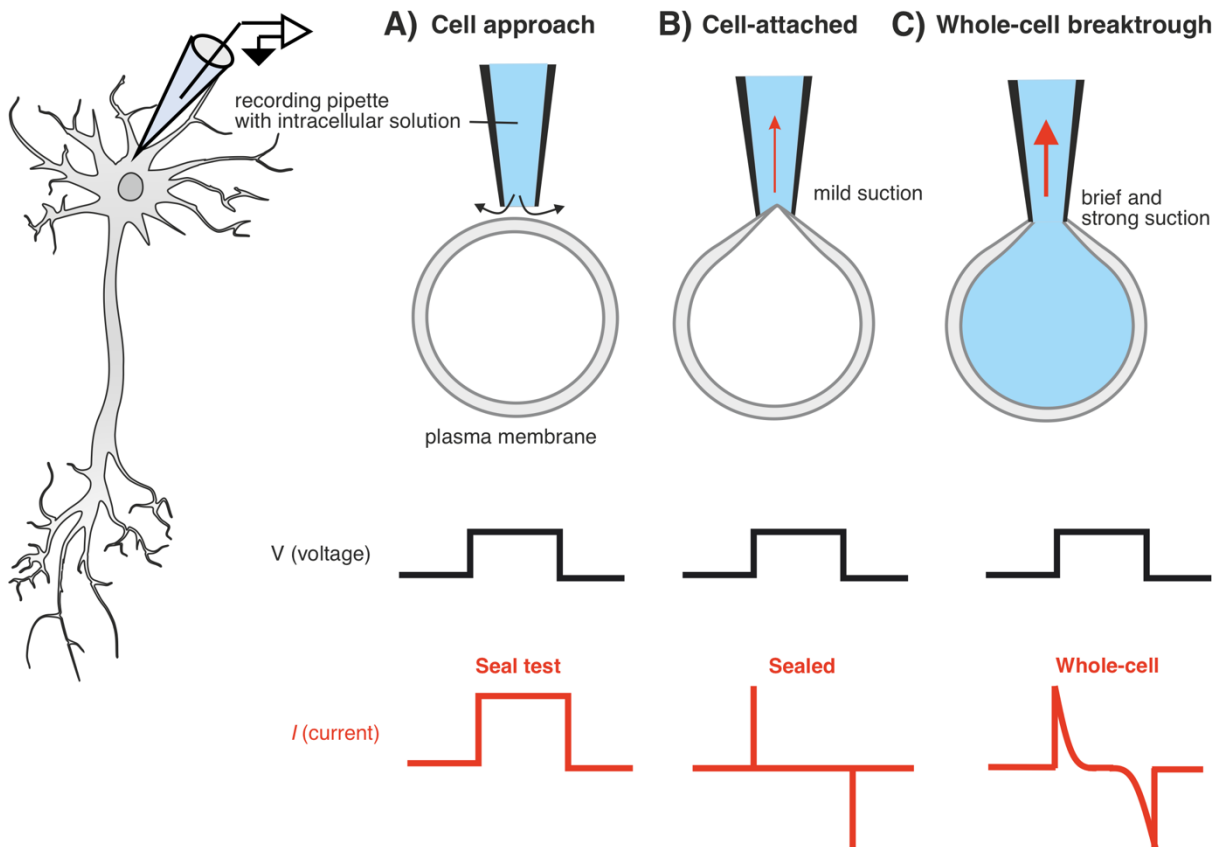 A) Cell approach
B) Cell-attached
C) Whole-cell breaktrough
recording pipette
with intracellular solution
mild suction
brief and
strong suction
plasma membrane
V (voltage)
Seal test
Sealed
Whole-cell
I (current)